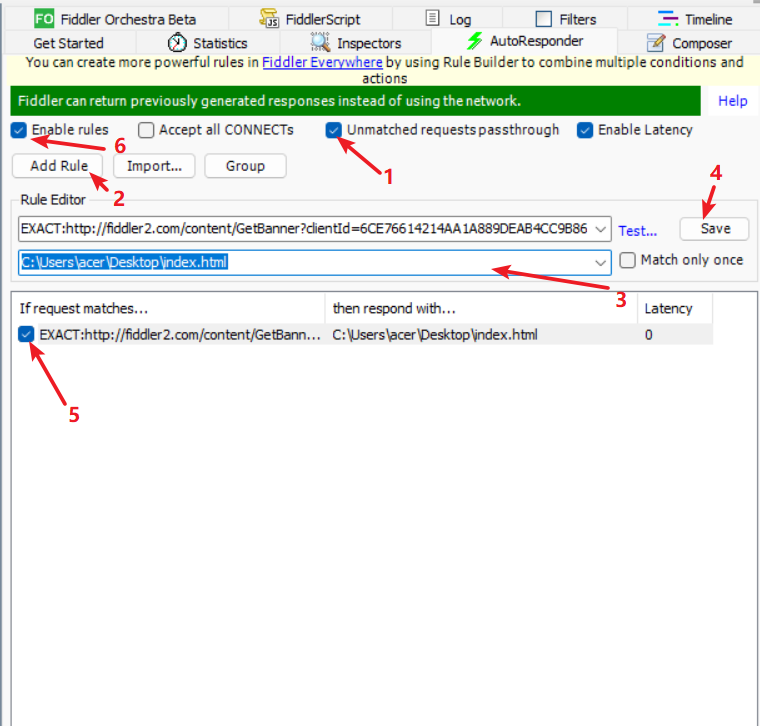 Fiddler Orchestra Beta FiddlerScript Log Filters Timeline
Get Started Statistics Inspectors AutoResponder Composer
You can create more powerful rules in Fiddler Everywhere by using Rule Builder to combine multiple conditions and
actions
Fiddler can return previously generated responses instead of using the network. Help
Enable rules Accept all CONNECTs Unmatched requests passthrough Enable Latency
6
1
Add Rule Import... Group
2
4
Rule Editor
EXACT:http://fiddler2.com/content/GetBanner?clientId=6CE76614214AA1A889DEAB4CC9B86 Test... Save
C:\Users\acer\Desktop\index.html Match only once
3
If request matches... then respond with... Latency
EXACT:http://fiddler2.com/content/GetBann... C:\Users\acer\Desktop\index.html 0
5